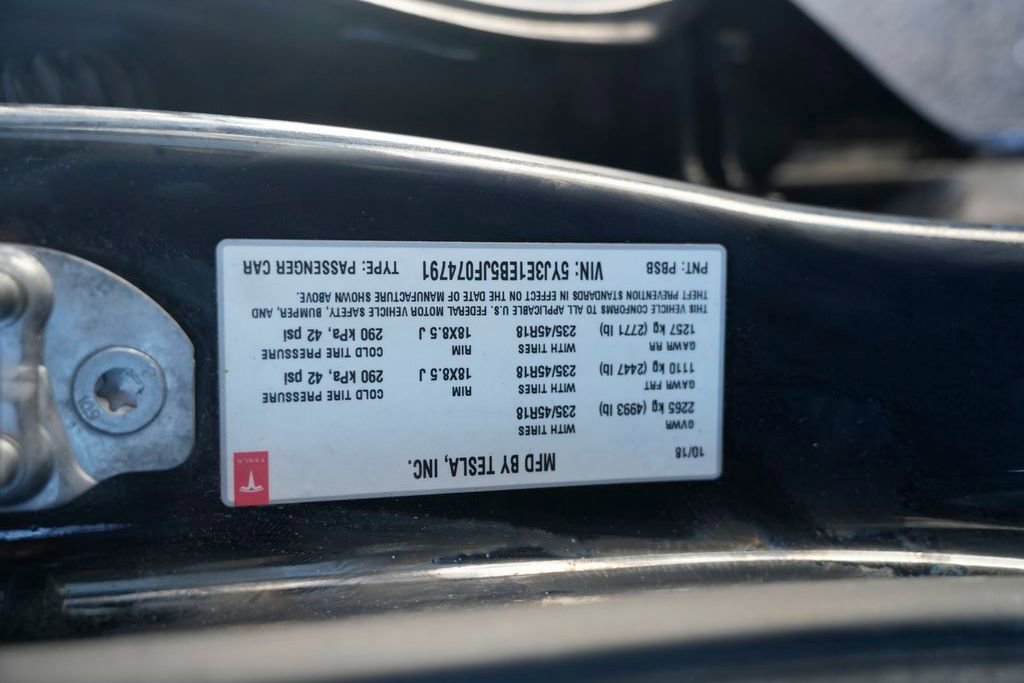 10/18 MFD BY TESLA, INC. TESLA
GVWR WITH TIRES
2265 kg (4993 lb) 235/45R18
GAWR FRT WITH TIRES RIM COLD TIRE PRESSURE
1110 kg (2447 lb) 235/45R18 18X8.5 J 290 kPa, 42 psi
GAWR RR WITH TIRES RIM COLD TIRE PRESSURE
1257 kg (2771 lb) 235/45R18 18X8.5 J 290 kPa, 42 psi
THIS VEHICLE CONFORMS TO ALL APPLICABLE U.S. FEDERAL MOTOR VEHICLE SAFETY, BUMPER, AND
THEFT PREVENTION STANDARDS IN EFFECT ON THE DATE OF MANUFACTURE SHOWN ABOVE.
PNT: PBSB VIN: 5YJ3E1EB5JF074791 TYPE: PASSENGER CAR